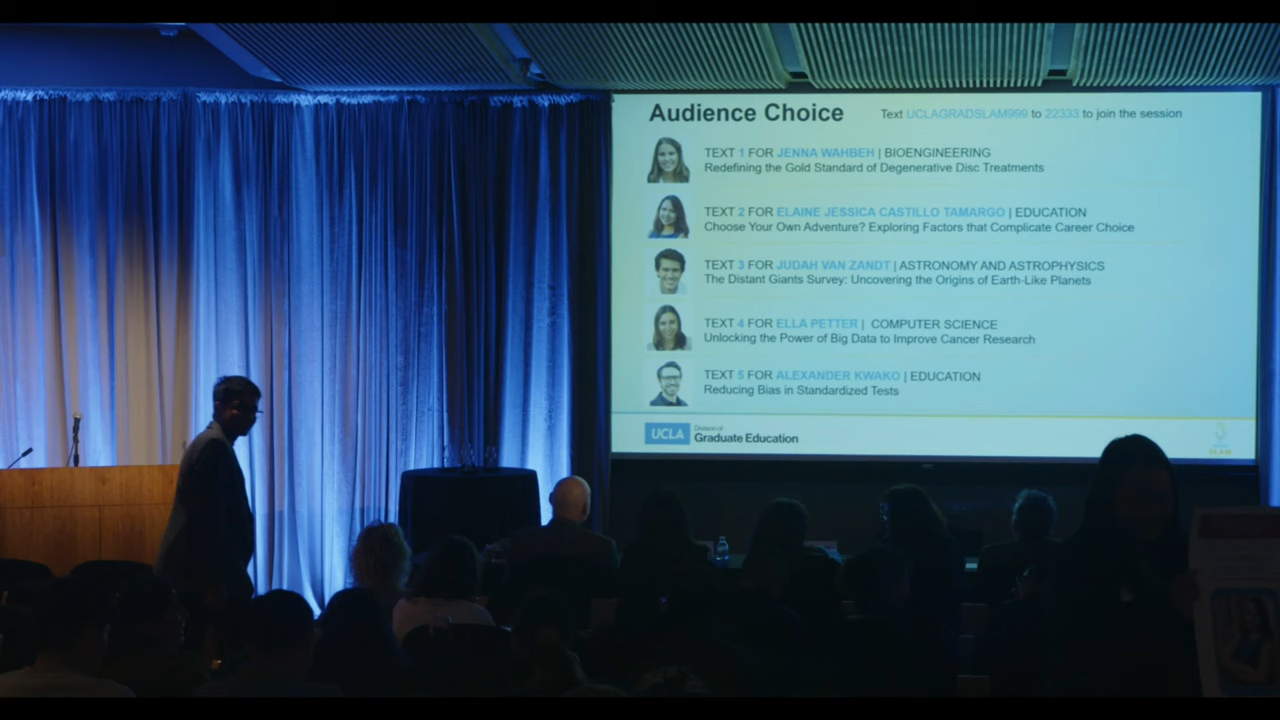 Audience Choice
Text UCLAGRADSLAM999 to 22333 to join the session
TEXT 1 FOR JENNA WAHBEH | BIOENGINEERING
Redefining the Gold Standard of Degenerative Disc Treatments
TEXT 2 FOR ELAINE JESSICA CASTILLO TAMARGO | EDUCATION
Choose Your Own Adventure? Exploring Factors that Complicate Career Choice
TEXT 3 FOR JUDAH VAN ZANDT | ASTRONOMY AND ASTROPHYSICS
The Distant Giants Survey: Uncovering the Origins of Earth-Like Planets
TEXT 4 FOR ELLA PETTER | COMPUTER SCIENCE
Unlocking the Power of Big Data to Improve Cancer Research
TEXT 5 FOR ALEXANDER KWAKO | EDUCATION
Reducing Bias in Standardized Tests
UCLA
Division of
Graduate Education
SLAM